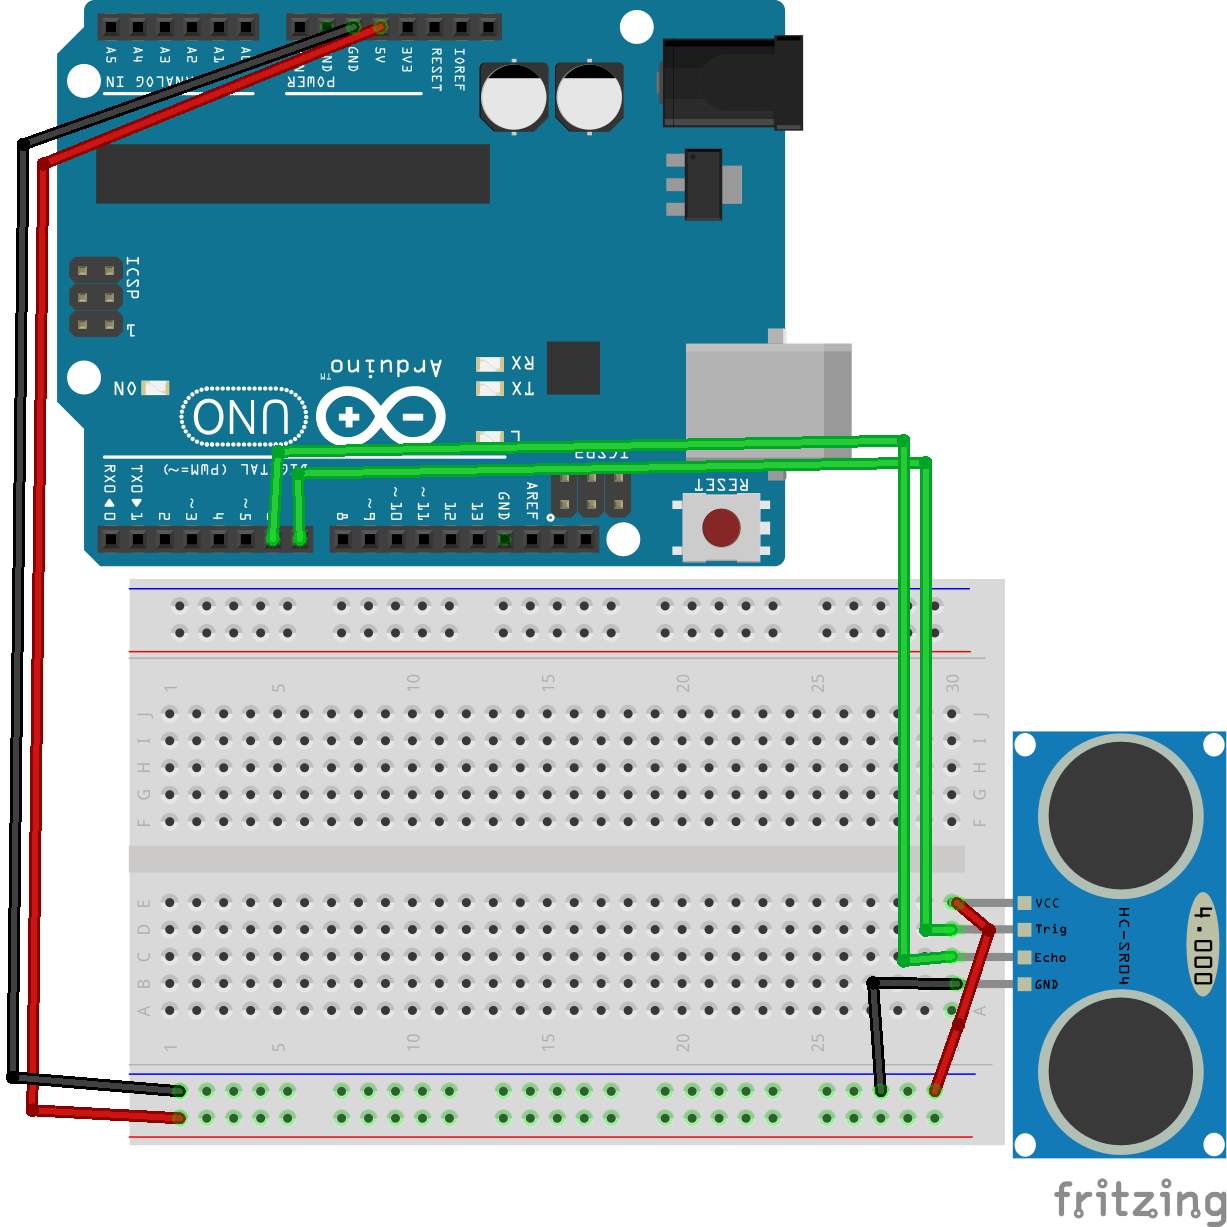 A5 A4 A3 A2 A1
GND GND 5V 3V3 RESET IOREF
ANALOG IN
POWER
ICSP
1
Arduino
TM
RX
TX
ON
UNO
L
ICSP2
DIGITAL (PWM=~)
RESET
RX0 0 TX0 1 2 ~3 4 ~5 8 ~9 ~10 ~11 12 13 GND AREF
1 5 10 15 20 25 30
J J
I I
H H
G G
F F
E
D
C
B
A A
1 5 10 15 20 25
VCC
Trig
Echo
GND
HC-SR04
4.000
fritzing